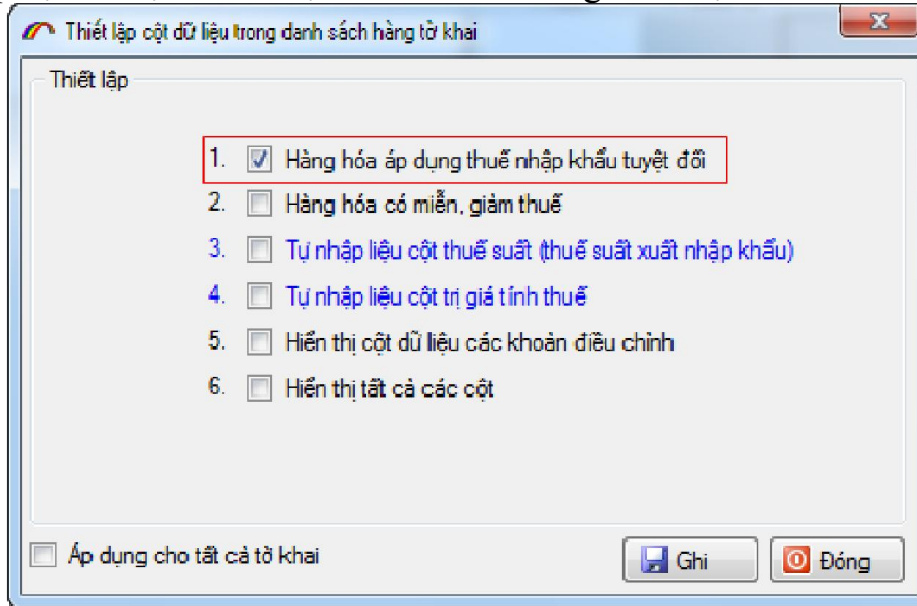 Thiết lập cột dữ liệu trong danh sách hàng tờ khai
Thiết lập
1. Hàng hóa áp dụng thuế nhập khẩu tuyệt đối
2. Hàng hóa có miễn, giảm thuế
3. Tự nhập liệu cột thuế suất (thuế suất xuất nhập khẩu)
4. Tự nhập liệu cột trị giá tính thuế
5. Hiển thị cột dữ liệu các khoản điều chỉnh
6. Hiển thị tất cả các cột
Áp dụng cho tất cả tờ khai
Ghi
Đóng